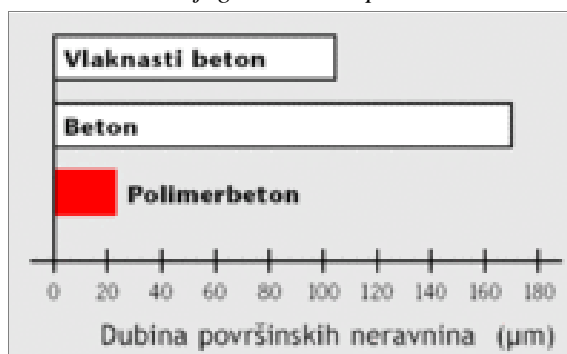 Vlaknasti beton
Beton
Polimerbeton
0 20 40 60 80 100 120 140 160 180
Dubina površinskih neravnina (µm)